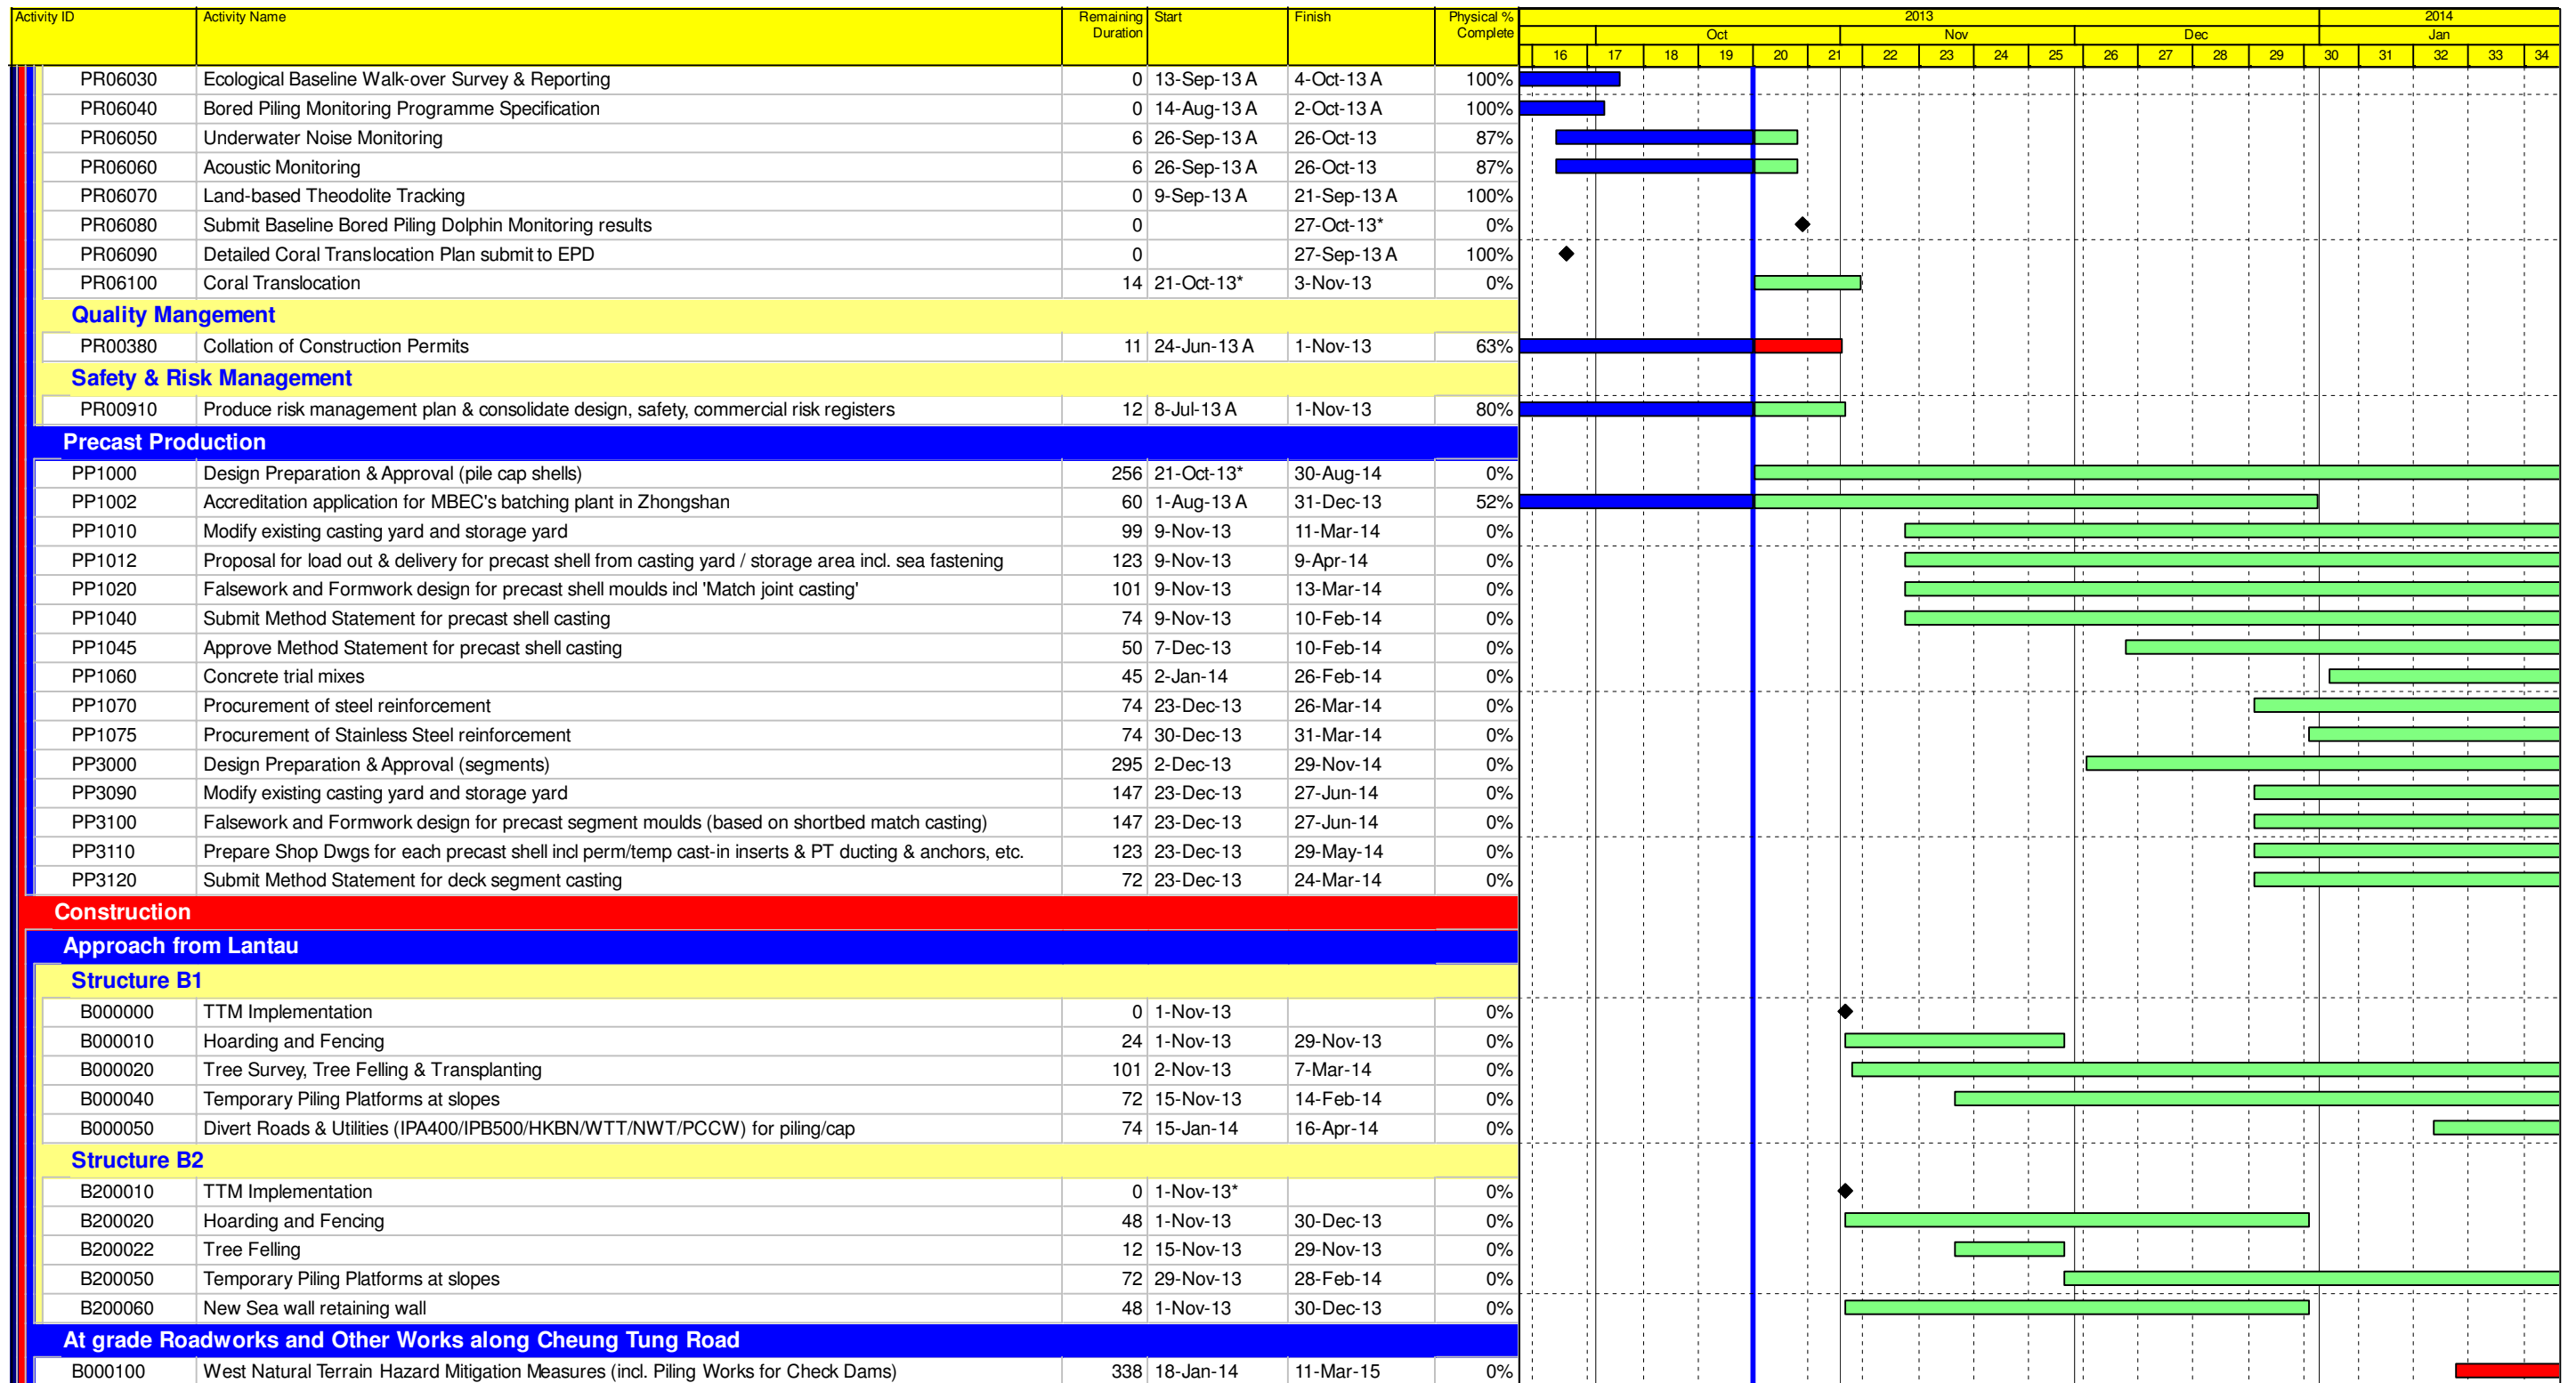 Activity ID Activity Name Remaining Start Finish Physical % 2013 2014
Duration Complete Oct Nov Dec Jan
16 17 18 19 20 21 22 23 24 25 26 27 28 29 30 31 32 33 34
PR06030 Ecological Baseline Walk-over Survey & Reporting 0 13-Sep-13 A 4-Oct-13 A 100%
PR06040 Bored Piling Monitoring Programme Specification 0 14-Aug-13 A 2-Oct-13 A 100%
PR06050 Underwater Noise Monitoring 6 26-Sep-13 A 26-Oct-13 87%
PR06060 Acoustic Monitoring 6 26-Sep-13 A 26-Oct-13 87%
PR06070 Land-based Theodolite Tracking 0 9-Sep-13 A 21-Sep-13 A 100%
PR06080 Submit Baseline Bored Piling Dolphin Monitoring results 0 27-Oct-13* 0%
PR06090 Detailed Coral Translocation Plan submit to EPD 0 27-Sep-13 A 100%
PR06100 Coral Translocation 14 21-Oct-13* 3-Nov-13 0%
Quality Mangement
PR00380 Collation of Construction Permits 11 24-Jun-13 A 1-Nov-13 63%
Safety & Risk Management
PR00910 Produce risk management plan & consolidate design, safety, commercial risk registers 12 8-Jul-13 A 1-Nov-13 80%
Precast Production
PP1000 Design Preparation & Approval (pile cap shells) 256 21-Oct-13* 30-Aug-14 0%
PP1002 Accreditation application for MBEC's batching plant in Zhongshan 60 1-Aug-13 A 31-Dec-13 52%
PP1010 Modify existing casting yard and storage yard 99 9-Nov-13 11-Mar-14 0%
PP1012 Proposal for load out & delivery for precast shell from casting yard / storage area incl. sea fastening 123 9-Nov-13 9-Apr-14 0%
PP1020 Falsework and Formwork design for precast shell moulds incl 'Match joint casting' 101 9-Nov-13 13-Mar-14 0%
PP1040 Submit Method Statement for precast shell casting 74 9-Nov-13 10-Feb-14 0%
PP1045 Approve Method Statement for precast shell casting 50 7-Dec-13 10-Feb-14 0%
PP1060 Concrete trial mixes 45 2-Jan-14 26-Feb-14 0%
PP1070 Procurement of steel reinforcement 74 23-Dec-13 26-Mar-14 0%
PP1075 Procurement of Stainless Steel reinforcement 74 30-Dec-13 31-Mar-14 0%
PP3000 Design Preparation & Approval (segments) 295 2-Dec-13 29-Nov-14 0%
PP3090 Modify existing casting yard and storage yard 147 23-Dec-13 27-Jun-14 0%
PP3100 Falsework and Formwork design for precast segment moulds (based on shortbed match casting) 147 23-Dec-13 27-Jun-14 0%
PP3110 Prepare Shop Dwgs for each precast shell incl perm/temp cast-in inserts & PT ducting & anchors, etc. 123 23-Dec-13 29-May-14 0%
PP3120 Submit Method Statement for deck segment casting 72 23-Dec-13 24-Mar-14 0%
Construction
Approach from Lantau
Structure B1
B000000 TTM Implementation 0 1-Nov-13 0%
B000010 Hoarding and Fencing 24 1-Nov-13 29-Nov-13 0%
B000020 Tree Survey, Tree Felling & Transplanting 101 2-Nov-13 7-Mar-14 0%
B000040 Temporary Piling Platforms at slopes 72 15-Nov-13 14-Feb-14 0%
B000050 Divert Roads & Utilities (IPA400/IPB500/HKBN/WTT/NWT/PCCW) for piling/cap 74 15-Jan-14 16-Apr-14 0%
Structure B2
B200010 TTM Implementation 0 1-Nov-13* 0%
B200020 Hoarding and Fencing 48 1-Nov-13 30-Dec-13 0%
B200022 Tree Felling 12 15-Nov-13 29-Nov-13 0%
B200050 Temporary Piling Platforms at slopes 72 29-Nov-13 28-Feb-14 0%
B200060 New Sea wall retaining wall 48 1-Nov-13 30-Dec-13 0%
At grade Roadworks and Other Works along Cheung Tung Road
B000100 West Natural Terrain Hazard Mitigation Measures (incl. Piling Works for Check Dams) 338 18-Jan-14 11-Mar-15 0%